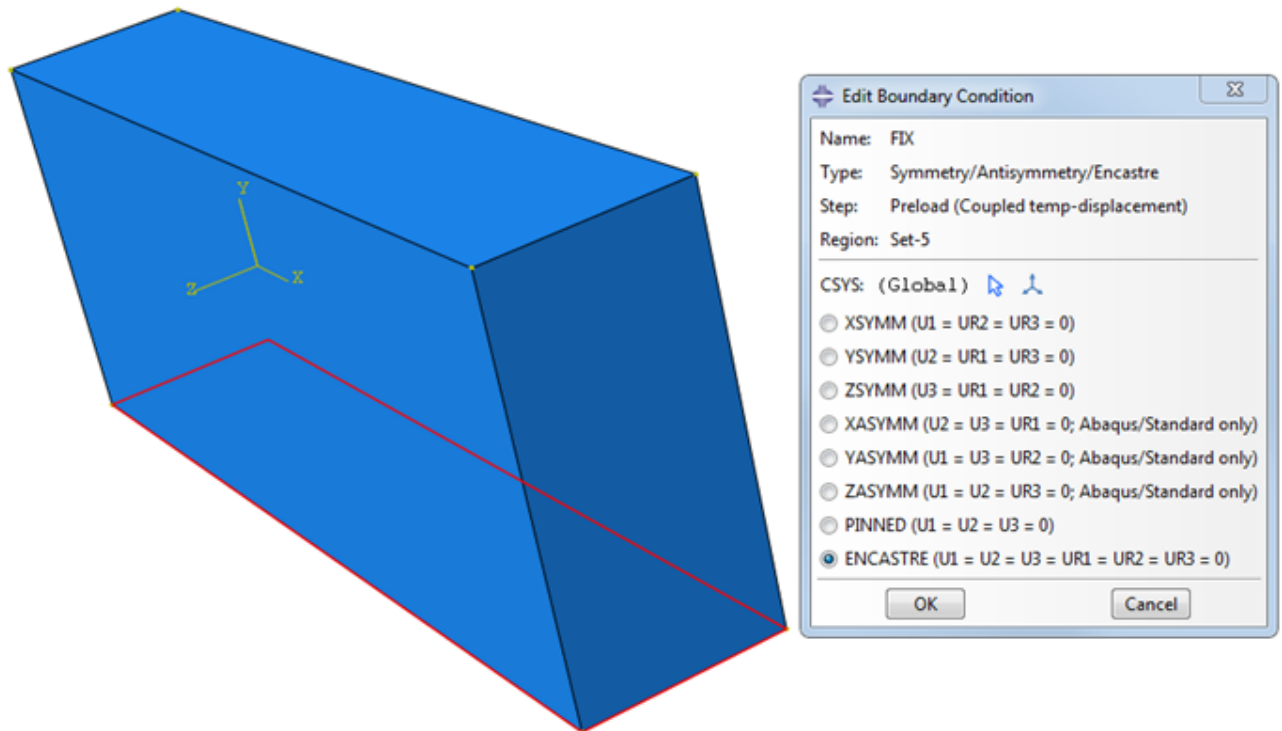 Y
Z
X
Edit Boundary Condition
Name: FIX
Type: Symmetry/Antisymmetry/Encastre
Step: Preload (Coupled temp-displacement)
Region: Set-5
CSYS: (Global)
XSYMM (U1 = UR2 = UR3 = 0)
YSYMM (U2 = UR1 = UR3 = 0)
ZSYMM (U3 = UR1 = UR2 = 0)
XASYMM (U2 = U3 = UR1 = 0; Abaqus/Standard only)
YASYMM (U1 = U3 = UR2 = 0; Abaqus/Standard only)
ZASYMM (U1 = U2 = UR3 = 0; Abaqus/Standard only)
PINNED (U1 = U2 = U3 = 0)
ENCASTRE (U1 = U2 = U3 = UR1 = UR2 = UR3 = 0)
OK Cancel